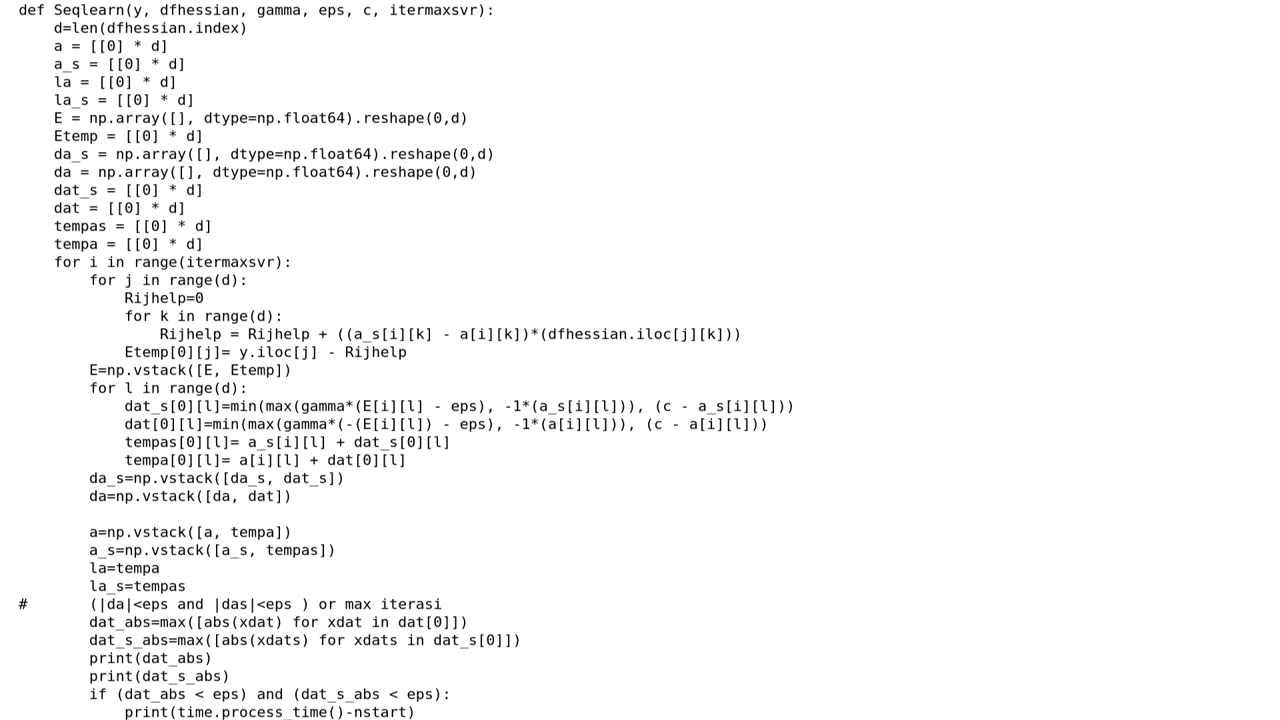 def Seqlearn(y, dfhessian, gamma, eps, c, itermaxsvr):
    d=len(dfhessian.index)
    a = [[0] * d]
    a_s = [[0] * d]
    la = [[0] * d]
    la_s = [[0] * d]
    E = np.array([], dtype=np.float64).reshape(0,d)
    Etemp = [[0] * d]
    da_s = np.array([], dtype=np.float64).reshape(0,d)
    da = np.array([], dtype=np.float64).reshape(0,d)
    dat_s = [[0] * d]
    dat = [[0] * d]
    tempas = [[0] * d]
    tempa = [[0] * d]
    for i in range(itermaxsvr):
        for j in range(d):
            Rijhelp=0
            for k in range(d):
                Rijhelp = Rijhelp + ((a_s[i][k] - a[i][k])*(dfhessian.iloc[j][k]))
            Etemp[0][j]= y.iloc[j] - Rijhelp
        E=np.vstack([E, Etemp])
        for l in range(d):
            dat_s[0][l]=min(max(gamma*(E[i][l] - eps), -1*(a_s[i][l])), (c - a_s[i][l]))
            dat[0][l]=min(max(gamma*(-(E[i][l]) - eps), -1*(a[i][l])), (c - a[i][l]))
            tempas[0][l]= a_s[i][l] + dat_s[0][l]
            tempa[0][l]= a[i][l] + dat[0][l]
        da_s=np.vstack([da_s, dat_s])
        da=np.vstack([da, dat])

        a=np.vstack([a, tempa])
        a_s=np.vstack([a_s, tempas])
        la=tempa
        la_s=tempas
#       (|da|<eps and |das|<eps ) or max iterasi
        dat_abs=max([abs(xdat) for xdat in dat[0]])
        dat_s_abs=max([abs(xdats) for xdats in dat_s[0]])
        print(dat_abs)
        print(dat_s_abs)
        if (dat_abs < eps) and (dat_s_abs < eps):
            print(time.process_time()-nstart)